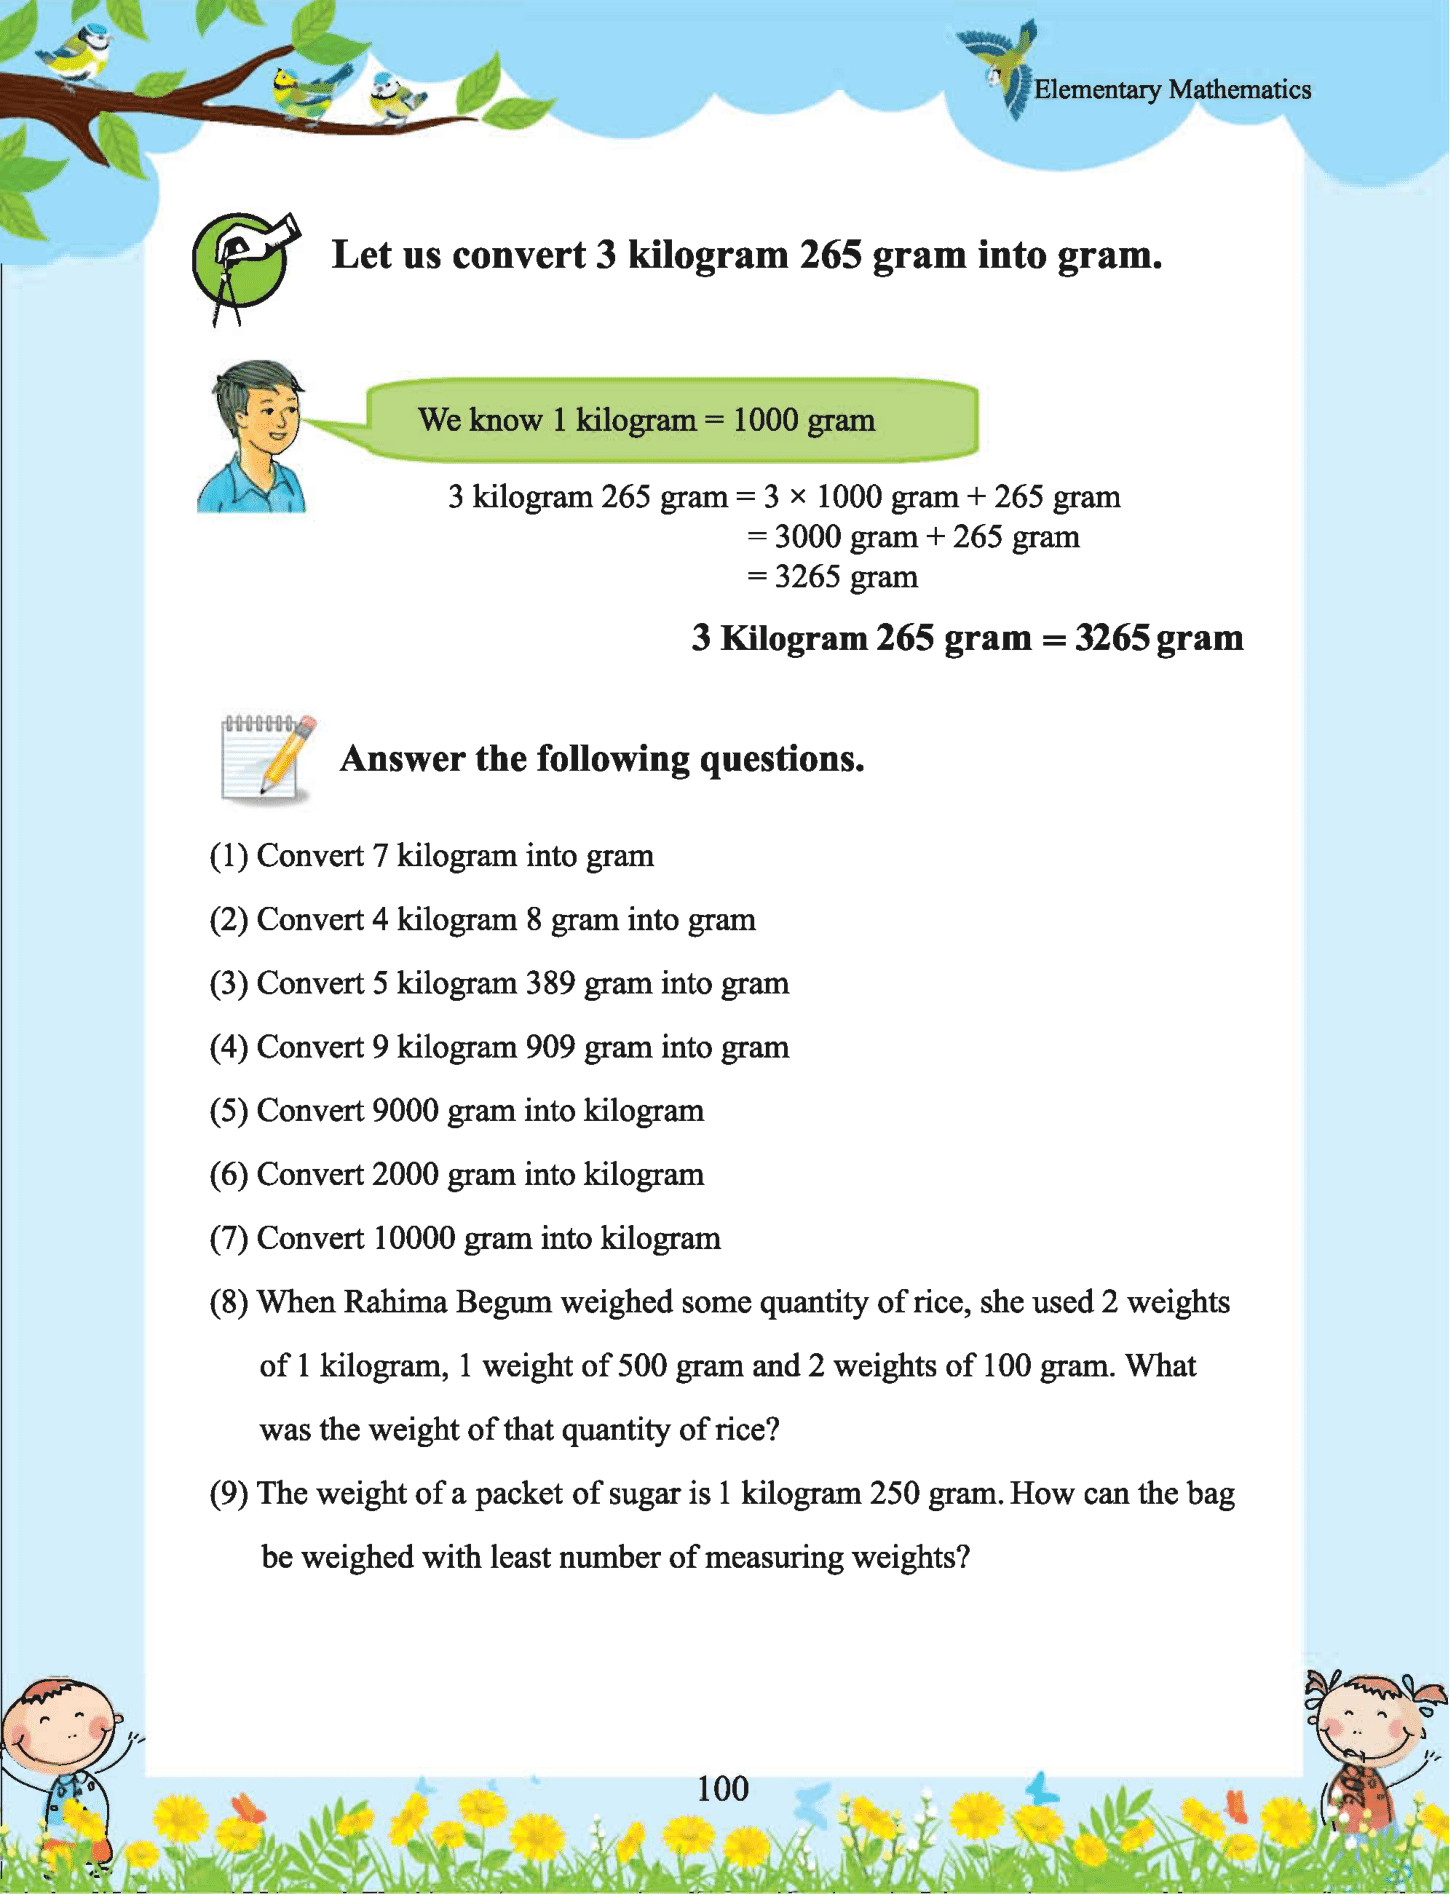 Elementary Mathematics
Let us convert 3 kilogram 265 gram into gram.
We know 1 kilogram = 1000 gram
3 kilogram 265 gram = 3 × 1000 gram + 265 gram
= 3000 gram + 265 gram
= 3265 gram
3 Kilogram 265 gram = 3265 gram
Answer the following questions.
(1) Convert 7 kilogram into gram
(2) Convert 4 kilogram 8 gram into gram
(3) Convert 5 kilogram 389 gram into gram
(4) Convert 9 kilogram 909 gram into gram
(5) Convert 9000 gram into kilogram
(6) Convert 2000 gram into kilogram
(7) Convert 10000 gram into kilogram
(8) When Rahima Begum weighed some quantity of rice, she used 2 weights
of 1 kilogram, 1 weight of 500 gram and 2 weights of 100 gram. What
was the weight of that quantity of rice?
(9) The weight of a packet of sugar is 1 kilogram 250 gram. How can the bag
be weighed with least number of measuring weights?
100